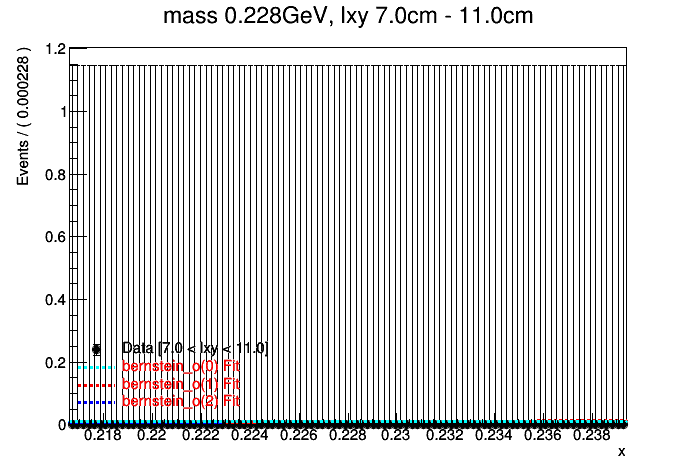 mass 0.228GeV, lxy 7.0cm - 11.0cm
Events / ( 0.000228 )
1.2
1
0.8
0.6
0.4
0.2
0
Data [7.0 < lxy < 11.0]
bernstein_o(0) Fit
bernstein_o(1) Fit
bernstein_o(2) Fit
0.218 0.22 0.222 0.224 0.226 0.228 0.23 0.232 0.234 0.236 0.238
x